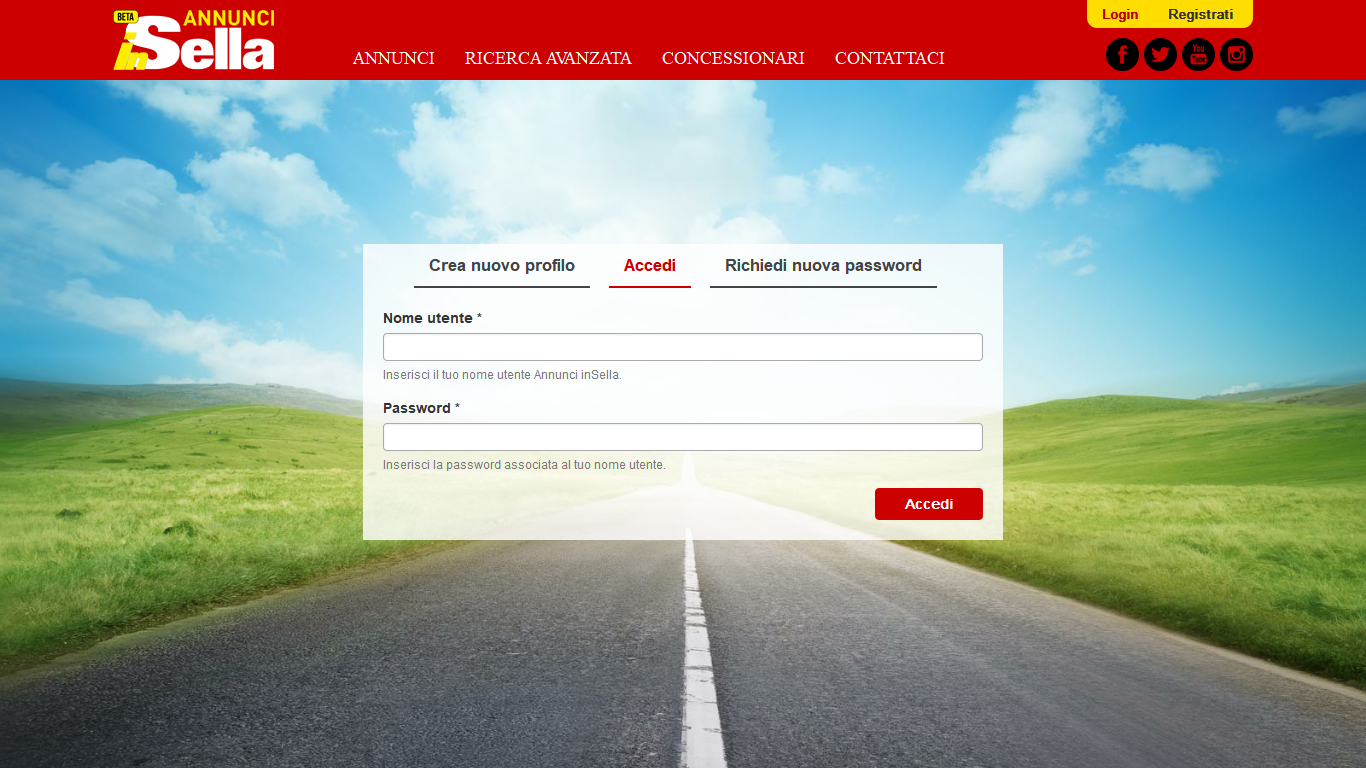 BETA
ANNUNCI
inSella
ANNUNCI RICERCA AVANZATA CONCESSIONARI CONTATTACI
Login Registrati
You
Tube
Crea nuovo profilo Accedi Richiedi nuova password
Nome utente *
Inserisci il tuo nome utente Annunci inSella.
Password *
Inserisci la password associata al tuo nome utente.
Accedi